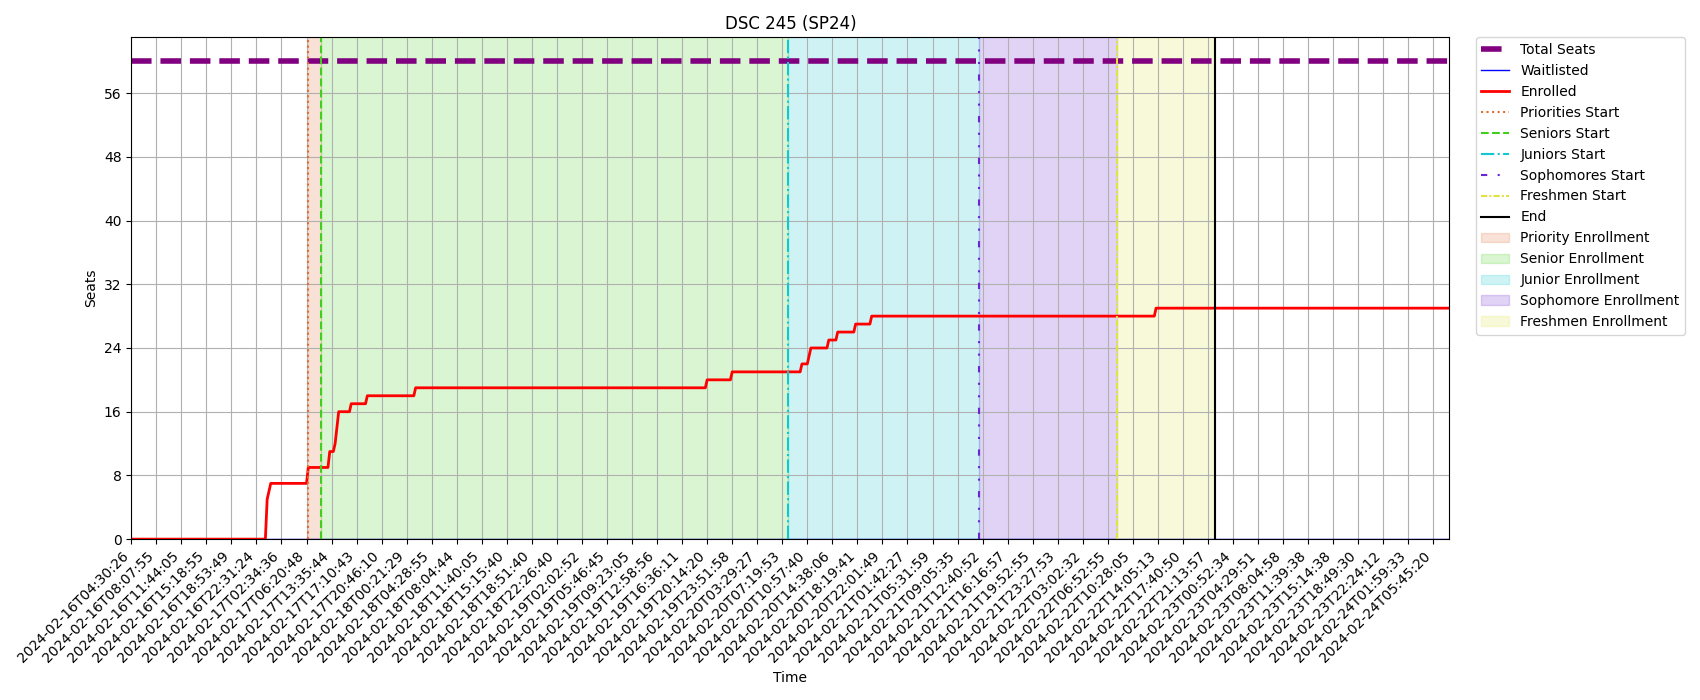 DSC 245 (SP24)
Seats
56
48
40
32
24
16
8
0
2024-02-16T04:30:26
2024-02-16T08:07:55
2024-02-16T11:44:05
2024-02-16T15:18:55
2024-02-16T18:53:49
2024-02-16T22:31:24
2024-02-17T02:34:36
2024-02-17T06:20:48
2024-02-17T13:35:44
2024-02-17T17:10:43
2024-02-17T20:46:10
2024-02-18T00:21:29
2024-02-18T04:28:55
2024-02-18T08:04:44
2024-02-18T11:40:05
2024-02-18T15:15:40
2024-02-18T18:51:40
2024-02-18T22:26:40
2024-02-19T02:02:52
2024-02-19T05:46:45
2024-02-19T09:23:05
2024-02-19T12:58:56
2024-02-19T16:36:11
2024-02-19T20:14:20
2024-02-19T23:51:58
2024-02-20T03:29:27
2024-02-20T07:19:53
2024-02-20T10:57:40
2024-02-20T14:38:06
2024-02-20T18:19:41
2024-02-20T22:01:49
2024-02-21T01:42:27
2024-02-21T05:31:59
2024-02-21T09:05:35
2024-02-21T12:40:52
2024-02-21T16:16:57
2024-02-21T19:52:55
2024-02-21T23:27:53
2024-02-22T03:02:32
2024-02-22T06:52:55
2024-02-22T10:28:05
2024-02-22T14:05:13
2024-02-22T17:40:50
2024-02-22T21:13:57
2024-02-23T00:52:34
2024-02-23T04:29:51
2024-02-23T08:04:58
2024-02-23T11:39:38
2024-02-23T15:14:38
2024-02-23T18:49:30
2024-02-23T22:24:12
2024-02-24T01:59:33
2024-02-24T05:45:20
Time
Total Seats
Waitlisted
Enrolled
Priorities Start
Seniors Start
Juniors Start
Sophomores Start
Freshmen Start
End
Priority Enrollment
Senior Enrollment
Junior Enrollment
Sophomore Enrollment
Freshmen Enrollment